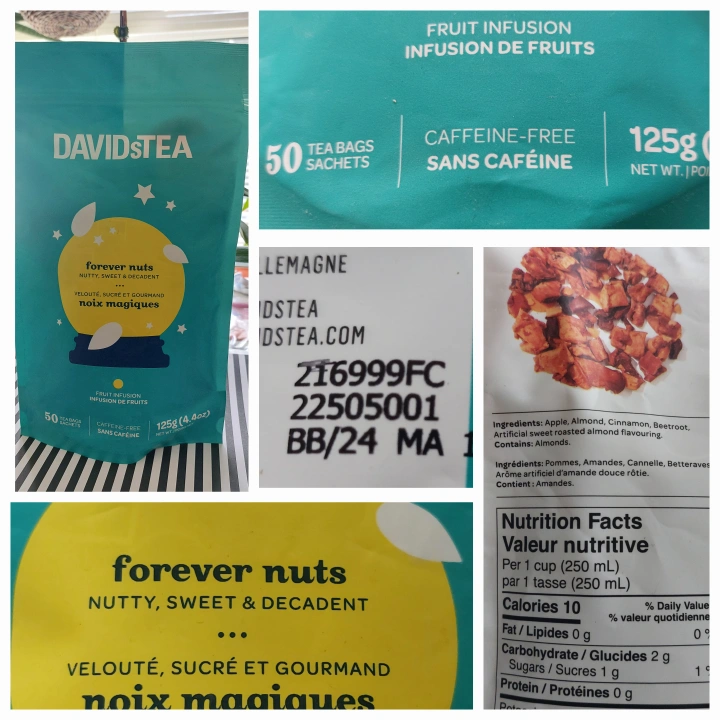 DAVIDsTEA
forever nuts
NUTTY, SWEET & DECADENT
•••
VELOUTÉ, SUCRÉ ET GOURMAND
noix magiques
FRUIT INFUSION
INFUSION DE FRUITS
50 TEA BAGS
SACHETS
CAFFEINE-FREE
SANS CAFÉINE
125g (4.4oz)
NET WT.
FRUIT INFUSION
INFUSION DE FRUITS
50 TEA BAGS
SACHETS
CAFFEINE-FREE
SANS CAFÉINE
125g (
NET WT. | POI
LLEMAGNE
IDSTEA
IDSTEA.COM
216999FC
22505001
BB/24 MA
Ingredients: Apple, Almond, Cinnamon, Beetroot,
Artificial sweet roasted almond flavouring.
Contains: Almonds.
Ingrédients: Pommes, Amandes, Cannelle, Betteraves
Arôme artificiel d'amande douce rôtie.
Contient: Amandes.
Nutrition Facts
Valeur nutritive
Per 1 cup (250 mL)
par 1 tasse (250 mL)
Calories 10
% Daily Value
% valeur quotidienne
Fat / Lipides 0 g 0 %
Carbohydrate / Glucides 2 g
Sugars / Sucres 1 g 1 %
Protein / Protéines 0 g
forever nuts
NUTTY, SWEET & DECADENT
•••
VELOUTÉ, SUCRÉ ET GOURMAND
noix magiques